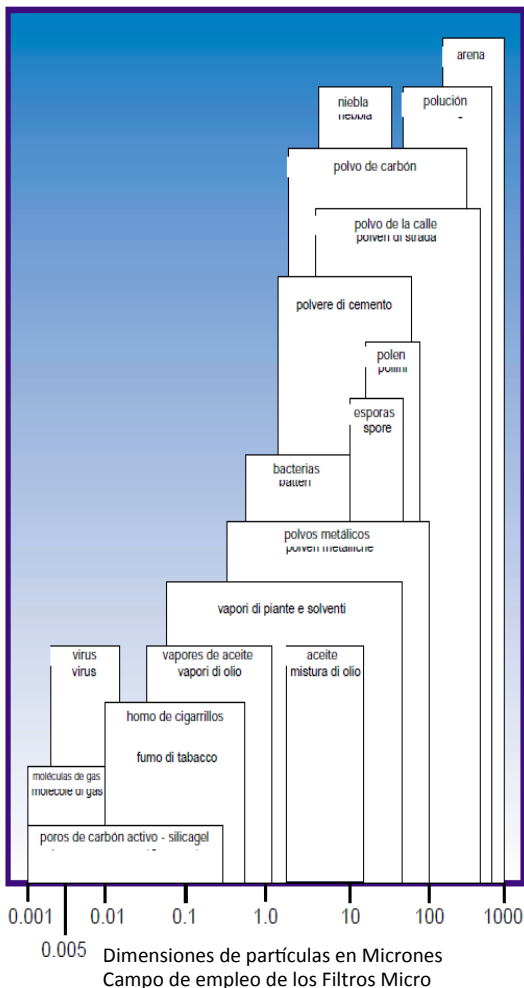 arena
niebla
nebbia
polución
polvo de carbón
polvo de la calle
polveri di strada
polvere di cemento
polen
pollini
esporas
spore
bacterias
batteri
polvos metálicos
polveri metalliche
vapori di piante e solventi
virus
virus
vapores de aceite
vapori di olio
aceite
mistura di olio
homo de cigarrillos
fumo di tabacco
moléculas de gas
molecole di gas
poros de carbón activo - silicagel
0.001 0.01 0.1 1.0 10 100 1000
0.005
Dimensiones de partículas en Micrones
Campo de empleo de los Filtros Micro